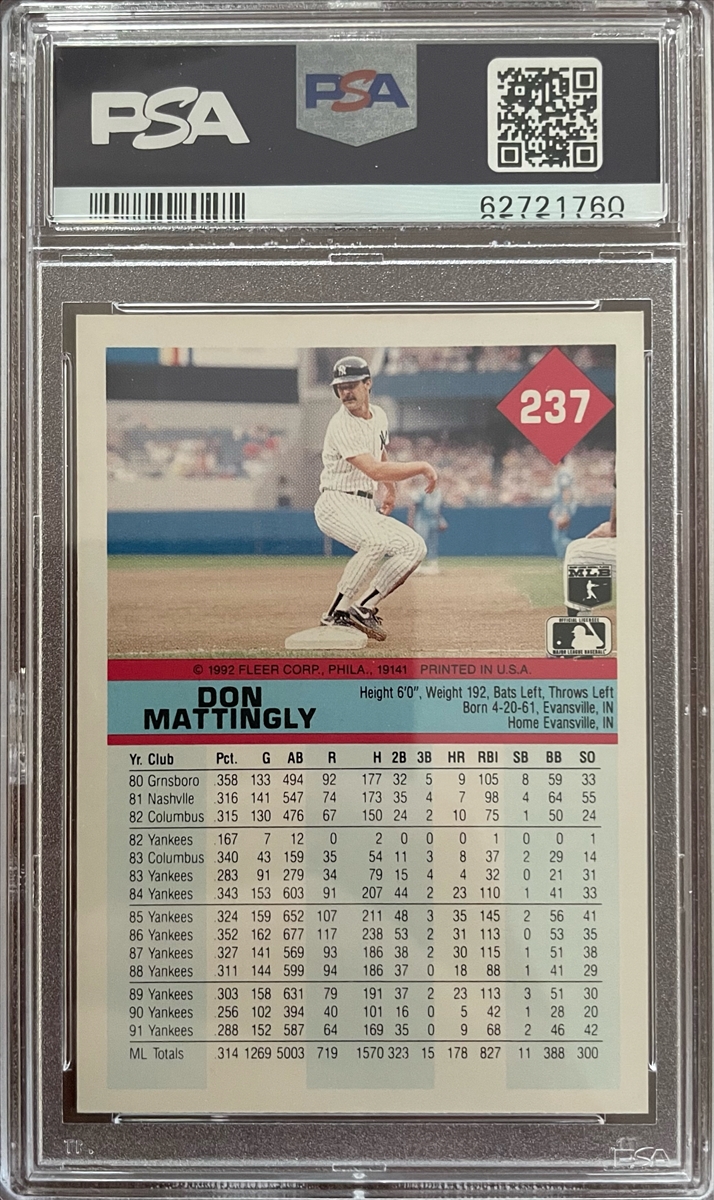 PSA
PSA
62721760
237
NY
MLB
OFFICIAL LICENSEE
MAJOR LEAGUE BASEBALL
© 1992 FLEER CORP., PHILA., 19141 PRINTED IN U.S.A.
DON
MATTINGLY
Height 6'0", Weight 192, Bats Left, Throws Left
Born 4-20-61, Evansville, IN
Home Evansville, IN
Yr. Club Pct. G AB R H 2B 3B HR RBI SB BB SO
80 Grnsboro .358 133 494 92 177 32 5 9 105 8 59 33
81 Nashvlle .316 141 547 74 173 35 4 7 98 4 64 55
82 Columbus .315 130 476 67 150 24 2 10 75 1 50 24
82 Yankees .167 7 12 0 2 0 0 0 1 0 0 1
83 Columbus .340 43 159 35 54 11 3 8 37 2 29 14
83 Yankees .283 91 279 34 79 15 4 4 32 0 21 31
84 Yankees .343 153 603 91 207 44 2 23 110 1 41 33
85 Yankees .324 159 652 107 211 48 3 35 145 2 56 41
86 Yankees .352 162 677 117 238 53 2 31 113 0 53 35
87 Yankees .327 141 569 93 186 38 2 30 115 1 51 38
88 Yankees .311 144 599 94 186 37 0 18 88 1 41 29
89 Yankees .303 158 631 79 191 37 2 23 113 3 51 30
90 Yankees .256 102 394 40 101 16 0 5 42 1 28 20
91 Yankees .288 152 587 64 169 35 0 9 68 2 46 42
ML Totals .314 1269 5003 719 1570 323 15 178 827 11 388 300
PSA